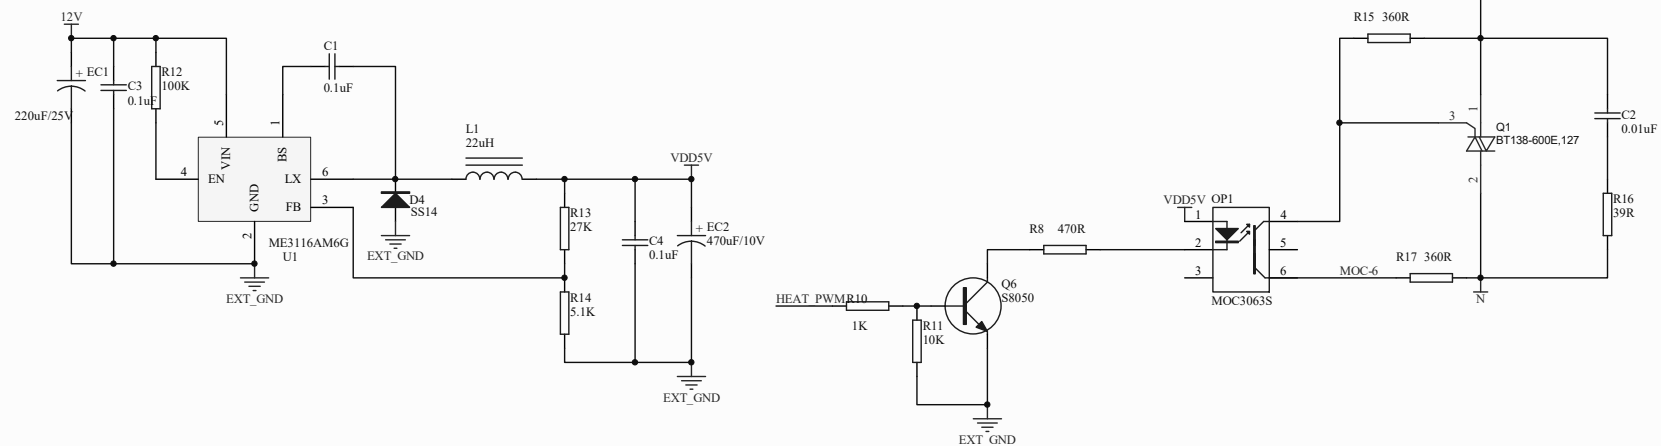 12V
EC1
220uF/25V
C3
0.1uF
R12
100K
C1
0.1uF
5
1
VIN
BS
4
EN
GND
LX
6
FB
3
2
ME3116AM6G
U1
EXT_GND
D4
SS14
EXT_GND
L1
22uH
R13
27K
R14
5.1K
C4
0.1uF
VDD5V
EC2
470uF/10V
EXT_GND
HEAT_PWM
R10
1K
R11
10K
Q6
S8050
EXT_GND
R8 470R
VDD5V
OP1
1
2
3
4
5
6
MOC3063S
MOC-6
R17 360R
R15 360R
3
1
Q1
BT138-600E,127
2
C2
0.01uF
R16
39R
N